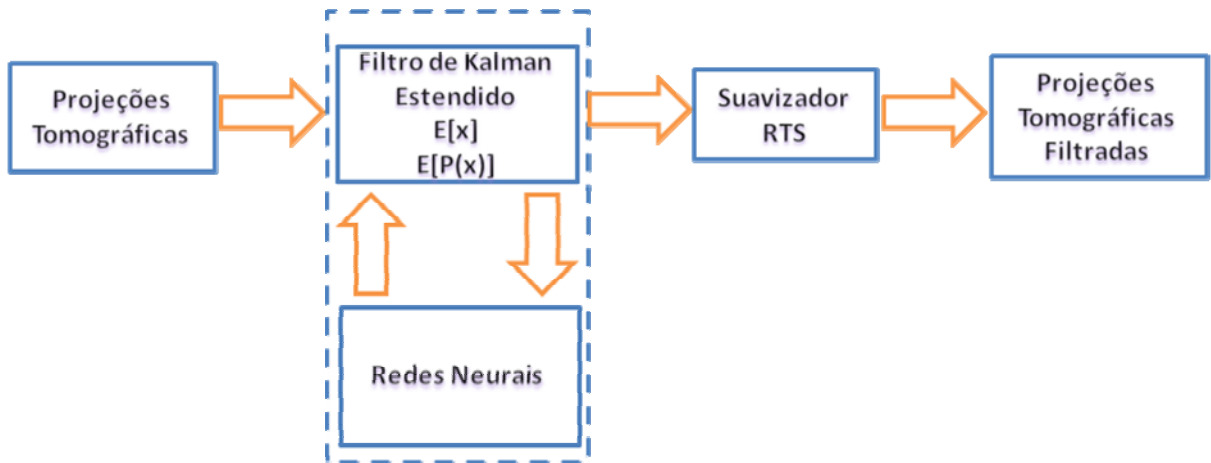 Projeções
Tomográficas
Filtro de Kalman
Estendido
E[x]
E[P(x)]
Suavizador
RTS
Projeções
Tomográficas
Filtradas
Redes Neurais